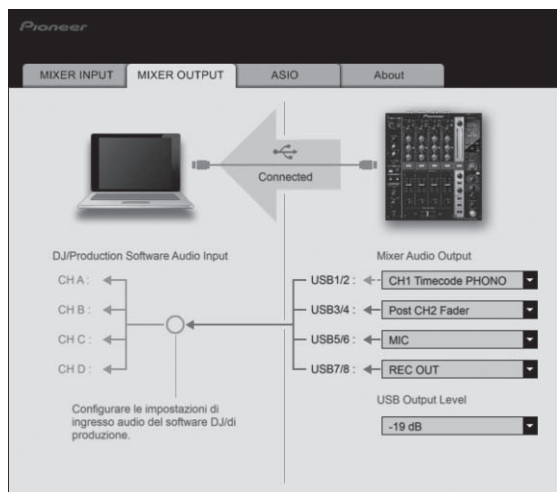 Pioneer
MIXER INPUT
MIXER OUTPUT
ASIO
About
Connected
DJ/Production Software Audio Input
CH A :
CH B :
CH C :
CH D :
Configurare le impostazioni di
ingresso audio del software DJ/di
produzione.
Mixer Audio Output
USB1/2 : CH1 Timecode PHONO
USB3/4 : Post CH2 Fader
USB5/6 : MIC
USB7/8 : REC OUT
USB Output Level
-19 dB